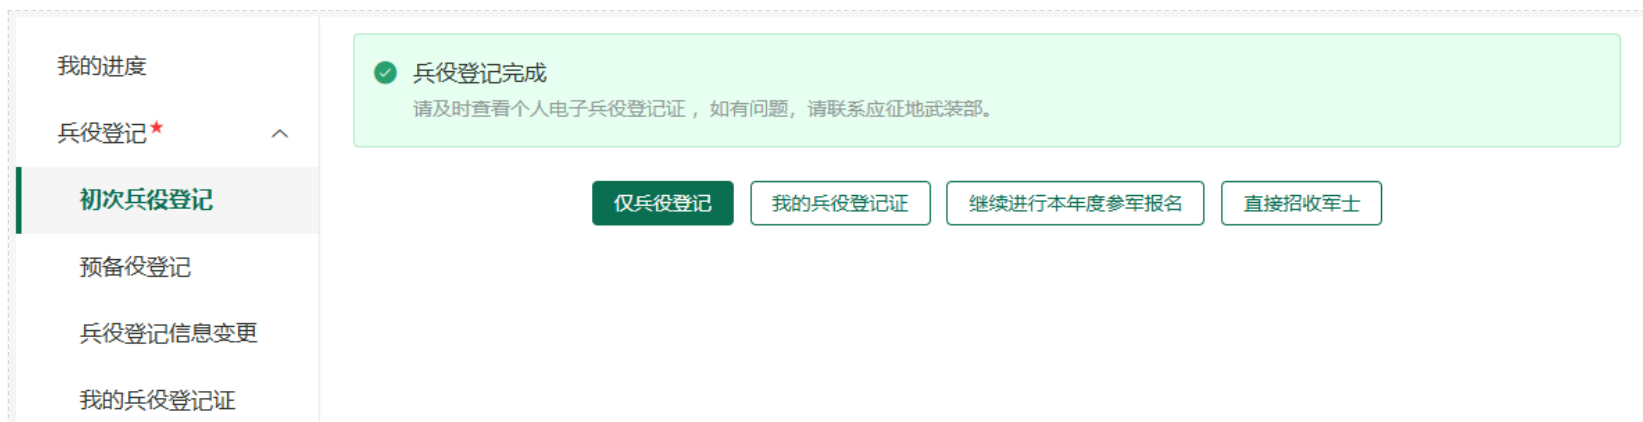 我的进度
兵役登记★
初次兵役登记
预备役登记
兵役登记信息变更
我的兵役登记证
兵役登记完成
请及时查看个人电子兵役登记证，如有问题，请联系应征地武装部。
仅兵役登记
我的兵役登记证
继续进行本年度参军报名
直接招收军士